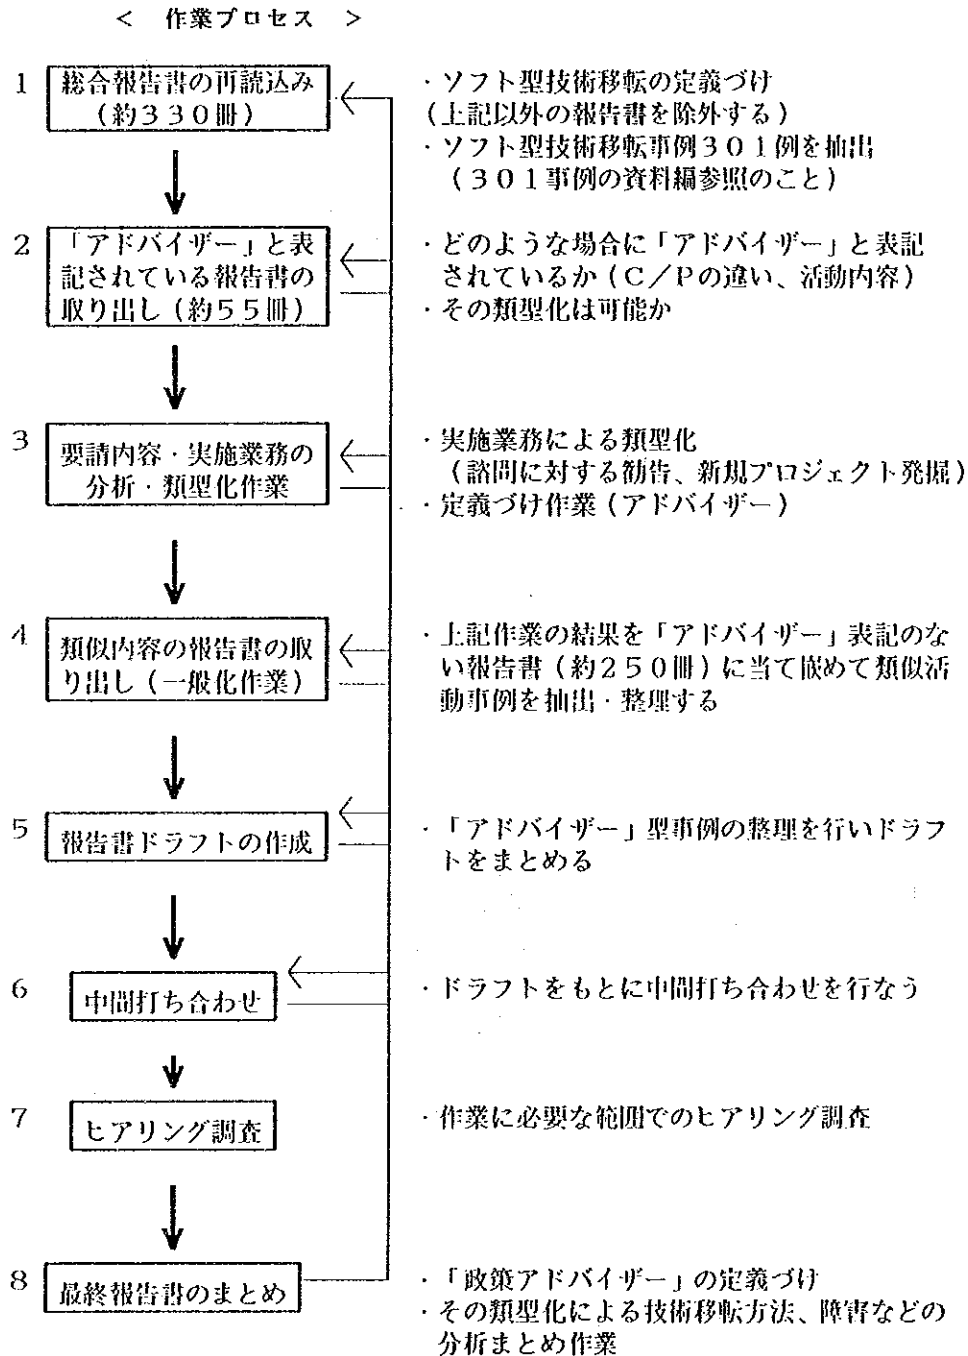 < 作業プロセス >
1
総合報告書の再読込み
(約330冊)
・ソフト型技術移転の定義づけ
(上記以外の報告書を除外する)
・ソフト型技術移転事例301例を抽出
(301事例の資料編参照のこと)
2
「アドバイザー」と表
記されている報告書の
取り出し(約55冊)
・どのような場合に「アドバイザー」と表記
されているか(C/Pの違い、活動内容)
・その類型化は可能か
3
要請内容・実施業務の
分析・類型化作業
・実施業務による類型化
(諮問に対する勧告、新規プロジェクト発掘)
・定義づけ作業(アドバイザー)
4
類似内容の報告書の取
り出し(一般化作業)
・上記作業の結果を「アドバイザー」表記のな
い報告書(約250冊)に当て嵌めて類似活
動事例を抽出・整理する
5
報告書ドラフトの作成
・「アドバイザー」型事例の整理を行いドラフ
トをまとめる
6
中間打ち合わせ
・ドラフトをもとに中間打ち合わせを行なう
7
ヒアリング調査
・作業に必要な範囲でのヒアリング調査
8
最終報告書のまとめ
・「政策アドバイザー」の定義づけ
・その類型化による技術移転方法、障害などの
分析まとめ作業